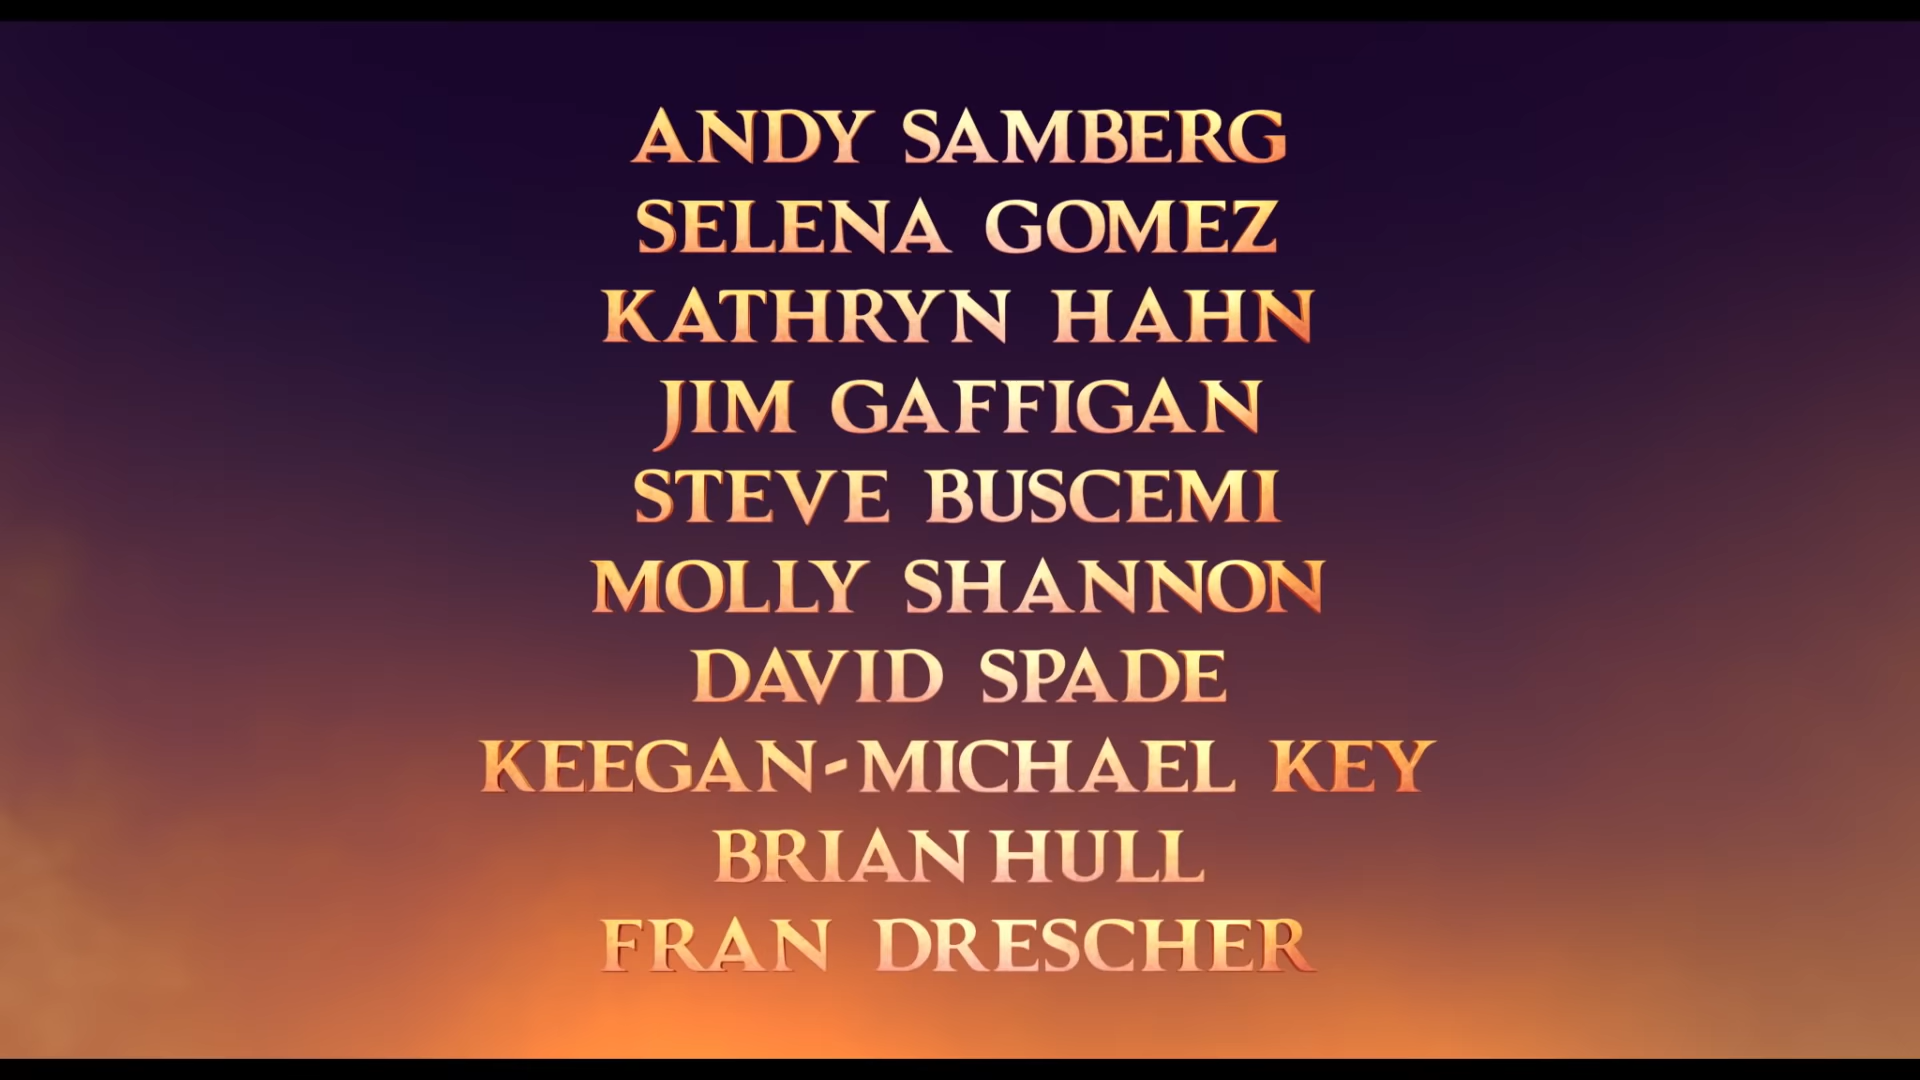 ANDY SAMBERG
SELENA GOMEZ
KATHRYN HAHN
JIM GAFFIGAN
STEVE BUSCEMI
MOLLY SHANNON
DAVID SPADE
KEEGAN-MICHAEL KEY
BRIAN HULL
FRAN DRESCHER